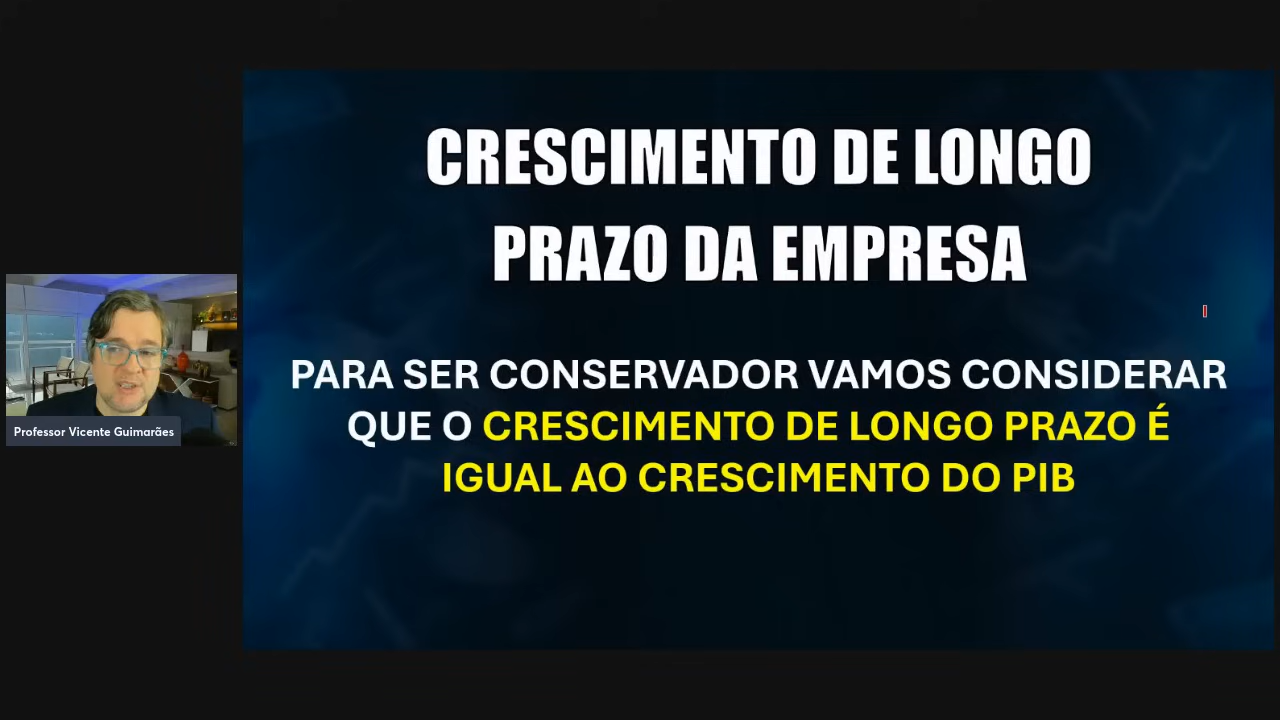 CRESCIMENTO DE LONGO
PRAZO DA EMPRESA
PARA SER CONSERVADOR VAMOS CONSIDERAR
QUE O CRESCIMENTO DE LONGO PRAZO É
IGUAL AO CRESCIMENTO DO PIB
Professor Vicente Guimarães